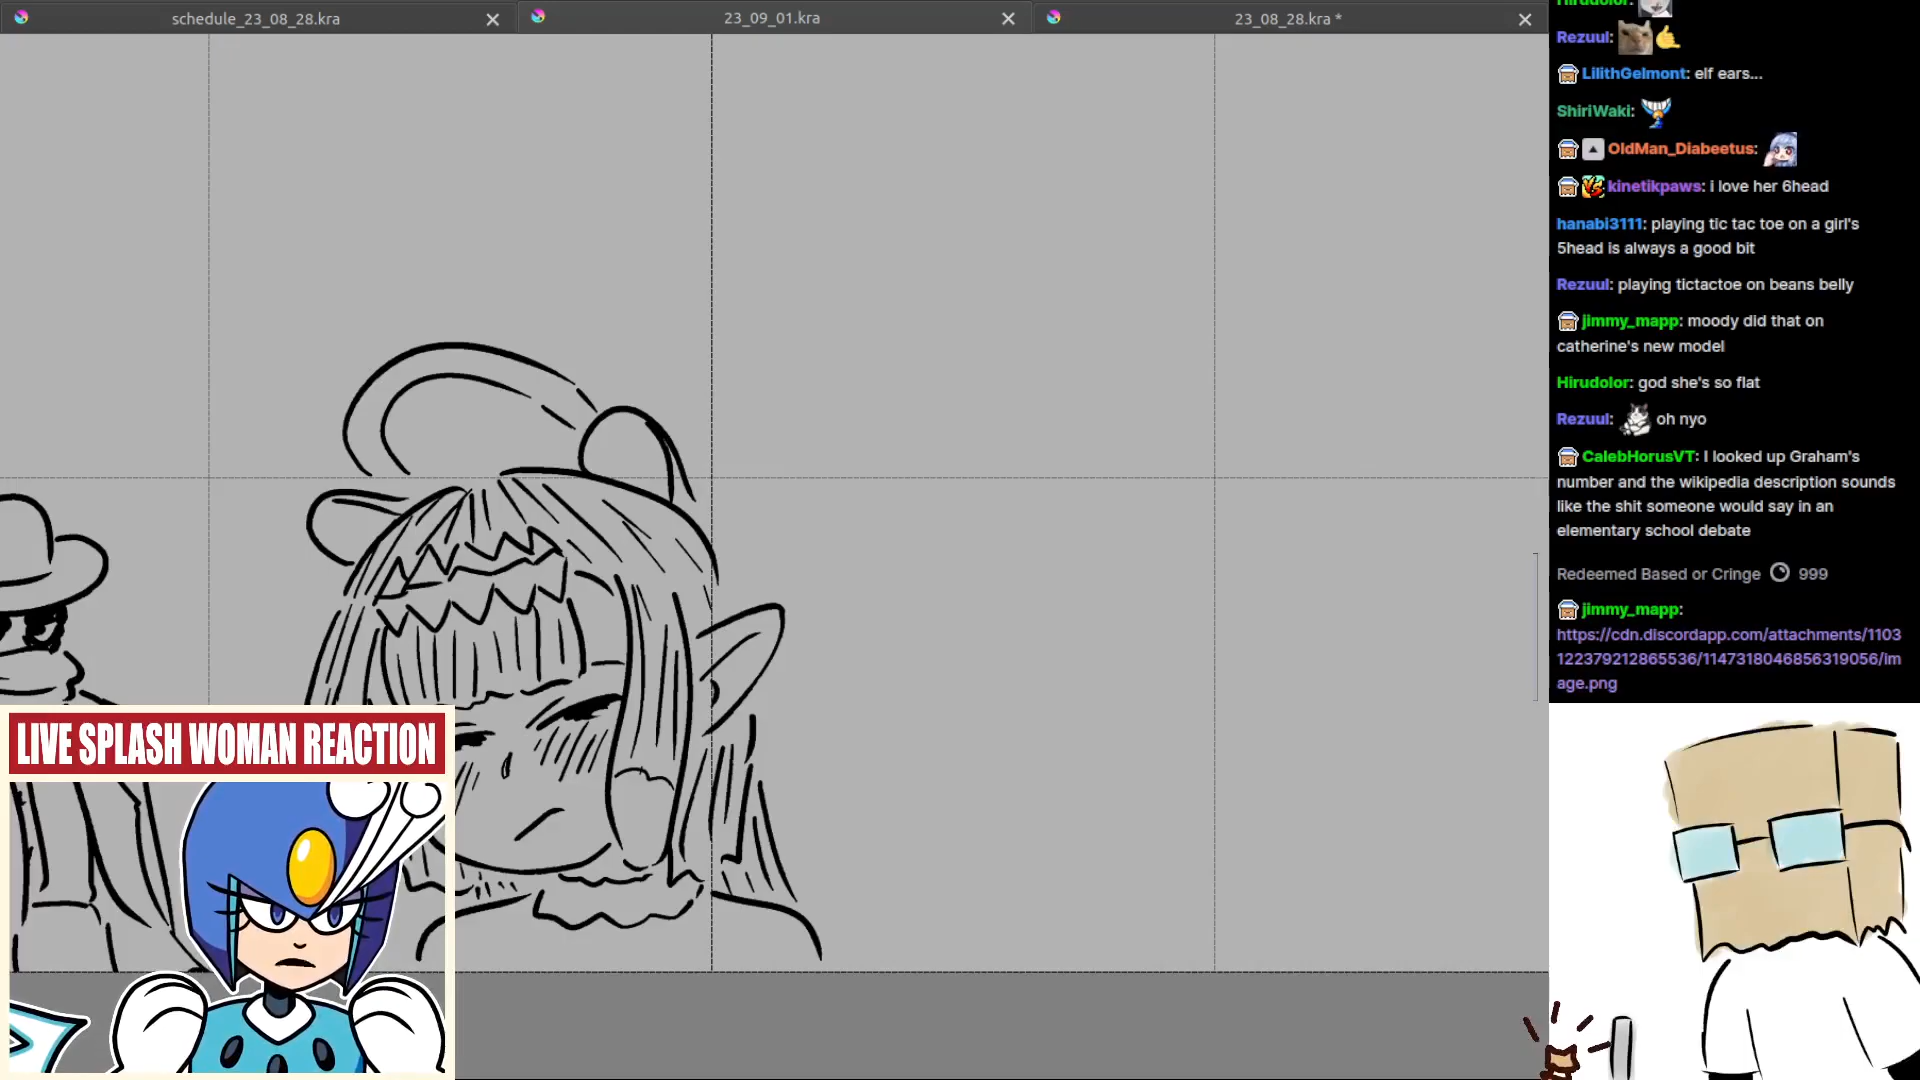 schedule_23_08_28.kra
23_09_01.kra
23_08_28.kra *
Rezuul:
LilithGelmont: elf ears...
ShiriWaki:
OldMan_Diabeetus:
kinetikpaws: i love her 6head
hanabi3111: playing tic tac toe on a girl's
5head is always a good bit
Rezuul: playing tictactoe on beans belly
jimmy_mapp: moody did that on
catherine's new model
Hirudolor: god she's so flat
Rezuul: oh nyo
CalebHorusVT: I looked up Graham's
number and the wikipedia description sounds
like the shit someone would say in an
elementary school debate
Redeemed Based or Cringe 999
jimmy_mapp:
https://cdn.discordapp.com/attachments/1103
122379212865536/1147318046856319056/im
age.png
LIVE SPLASH WOMAN REACTION